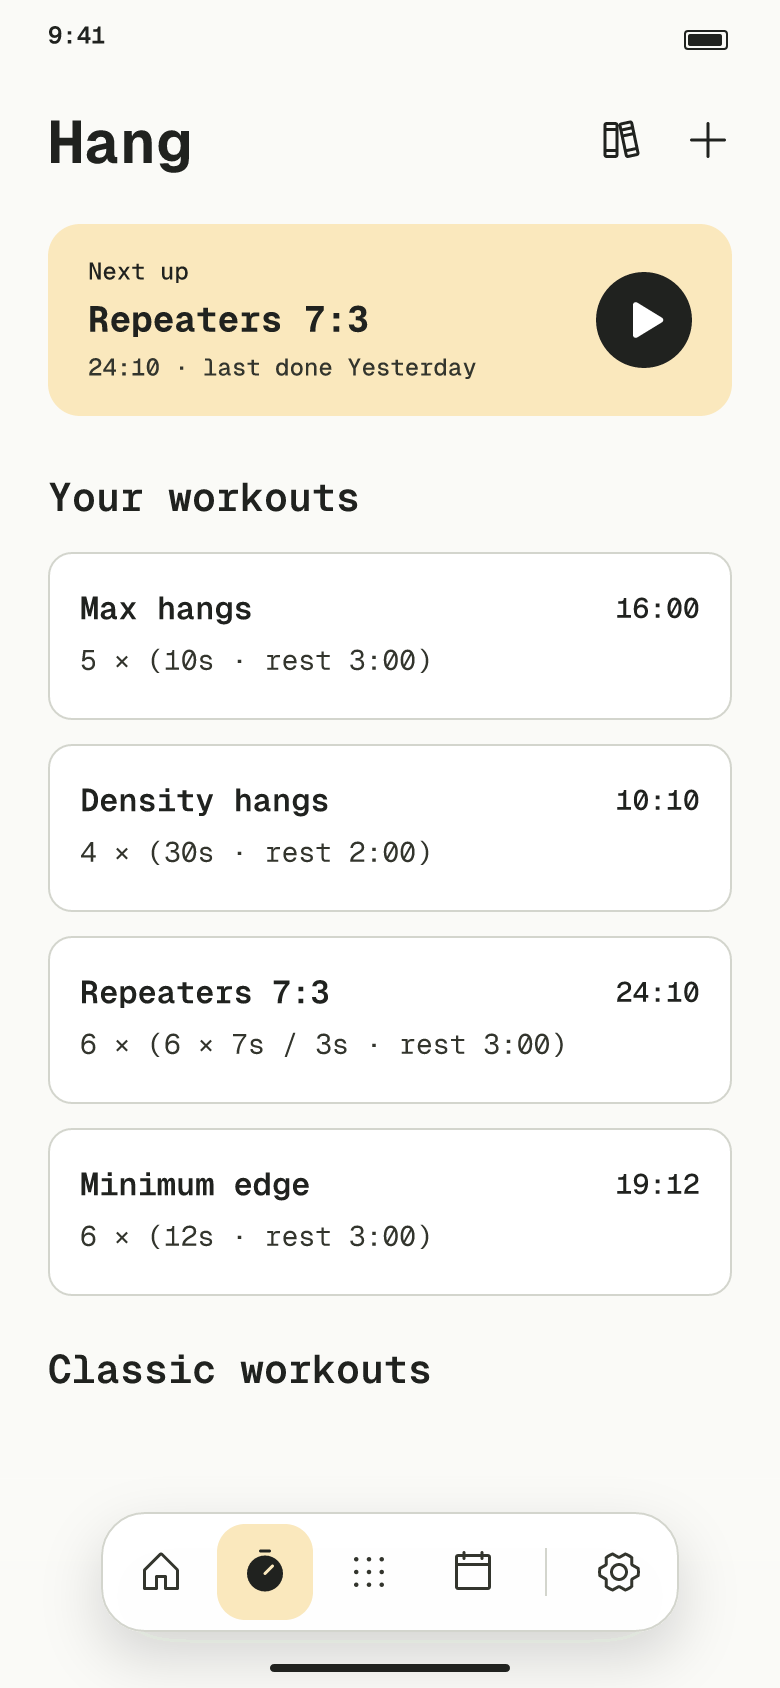 9:41
Hang
Next up
Repeaters 7:3
24:10 · last done Yesterday
Your workouts
Max hangs 16:00
5 × (10s · rest 3:00)
Density hangs 10:10
4 × (30s · rest 2:00)
Repeaters 7:3 24:10
6 × (6 × 7s / 3s · rest 3:00)
Minimum edge 19:12
6 × (12s · rest 3:00)
Classic workouts